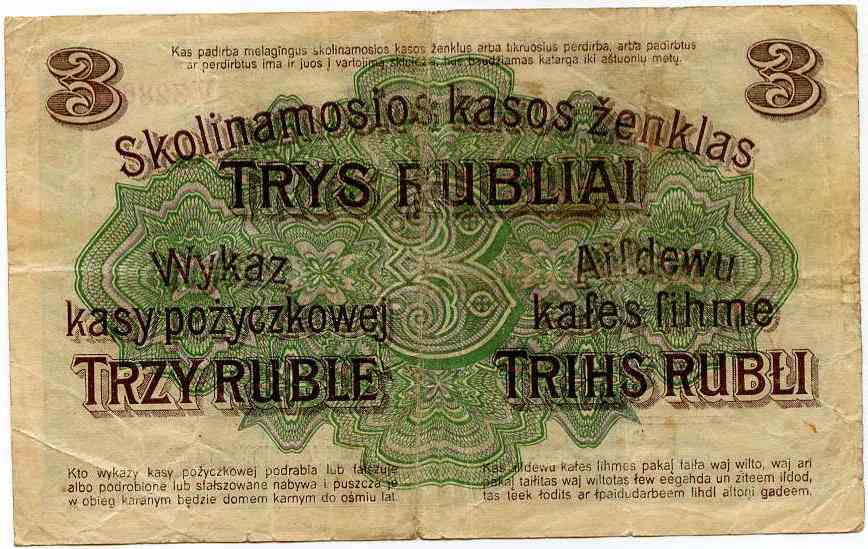 3
3
Kas padirba melagingus skolinamosios kasos ženklus arba tikruosius perdirba, arba padirbtus
ar perdirbtus ima ir juos į vartojimą bus baudžiamas katarga iki aštuonių metų.
Skolinamosios kasos ženklas
TRYS RUBLIAI
Wykaz
kasy pożyczkowej
TRZY RUBLE
Aiſdewu
kaſes ſihme
TRIHS RUBŁI
Kto wykazy kasy pożyczkowej podrabia lub fałszuje
albo podrobione lub sfałszowane nabywa i puszcza je
w obieg karanym będzie domem karnym do ośmiu lat.
Kas aiſdewu kaſes ſihmes pakaļ taiſa waj wilto, waj ari
pakaļ taiſitas waj wiltotas ſew eegahda un ziteem iſdod,
tas teek ſodits ar ſpaidudarbeem lihdſ aſtoņi gadeem.